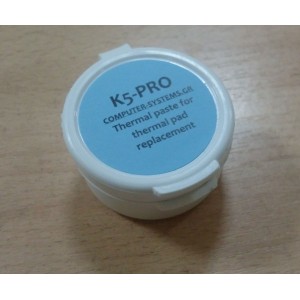 K5-PRO
COMPUTER-SYSTEMS.GR
Thermal paste for
thermal pad
replacement